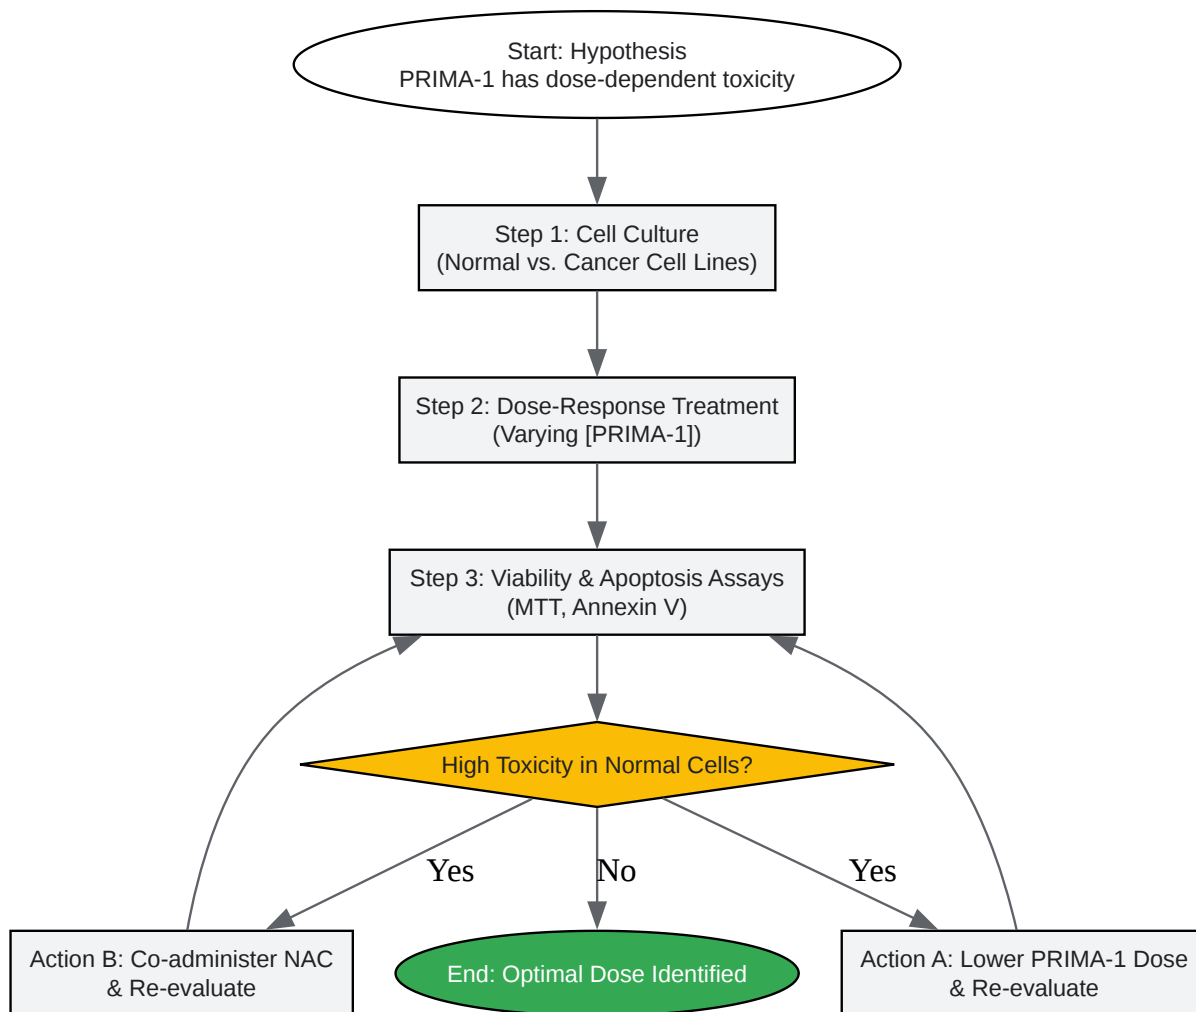 Start: Hypothesis
PRIMA-1 has dose-dependent toxicity
Step 1: Cell Culture
(Normal vs. Cancer Cell Lines)
Step 2: Dose-Response Treatment
(Varying [PRIMA-1])
Step 3: Viability & Apoptosis Assays
(MTT, Annexin V)
High Toxicity in Normal Cells?
Yes
No
Yes
Action B: Co-administer NAC
& Re-evaluate
End: Optimal Dose Identified
Action A: Lower PRIMA-1 Dose
& Re-evaluate